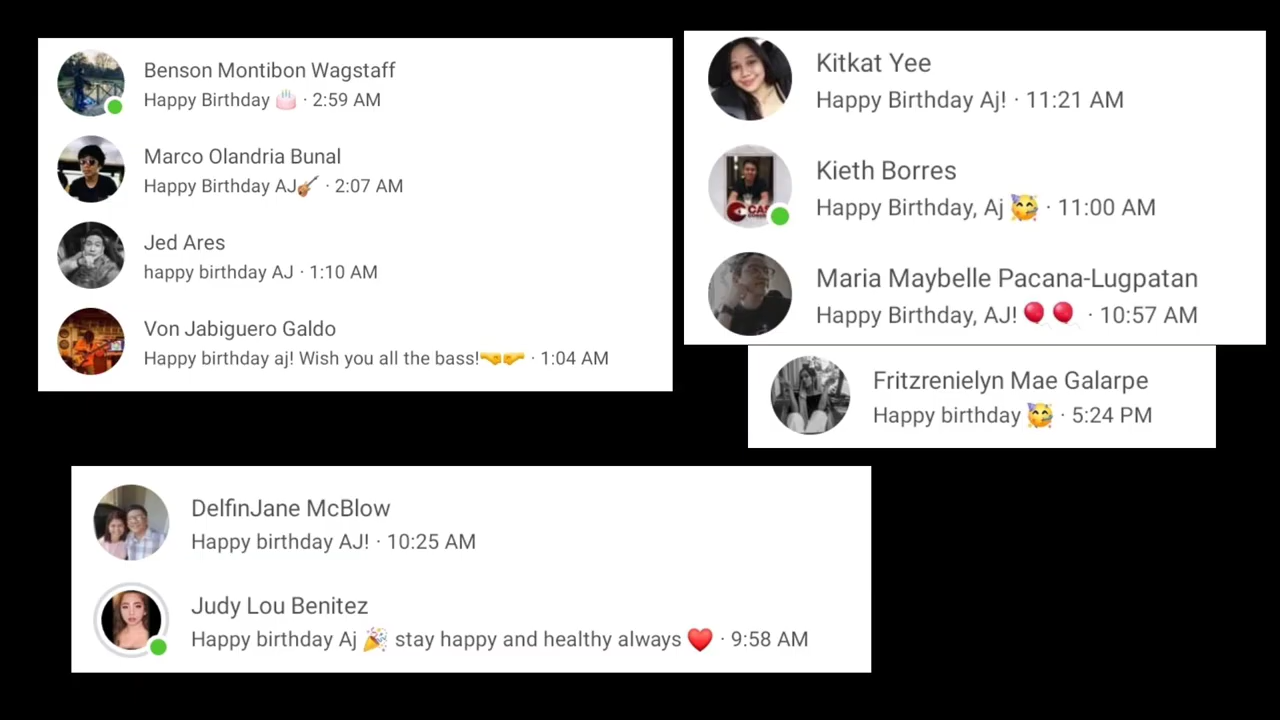 Benson Montibon Wagstaff
Happy Birthday 🎂 · 2:59 AM
Marco Olandria Bunal
Happy Birthday AJ🎸 · 2:07 AM
Jed Ares
happy birthday AJ · 1:10 AM
Von Jabiguero Galdo
Happy birthday aj! Wish you all the bass!🤜🤛 · 1:04 AM
Kitkat Yee
Happy Birthday Aj! · 11:21 AM
Kieth Borres
Happy Birthday, Aj 🥳 · 11:00 AM
Maria Maybelle Pacana-Lugpatan
Happy Birthday, AJ!🎈🎈 · 10:57 AM
Fritzrenielyn Mae Galarpe
Happy birthday 🥳 · 5:24 PM
DelfinJane McBlow
Happy birthday AJ! · 10:25 AM
Judy Lou Benitez
Happy birthday Aj 🎉 stay happy and healthy always ❤️ · 9:58 AM